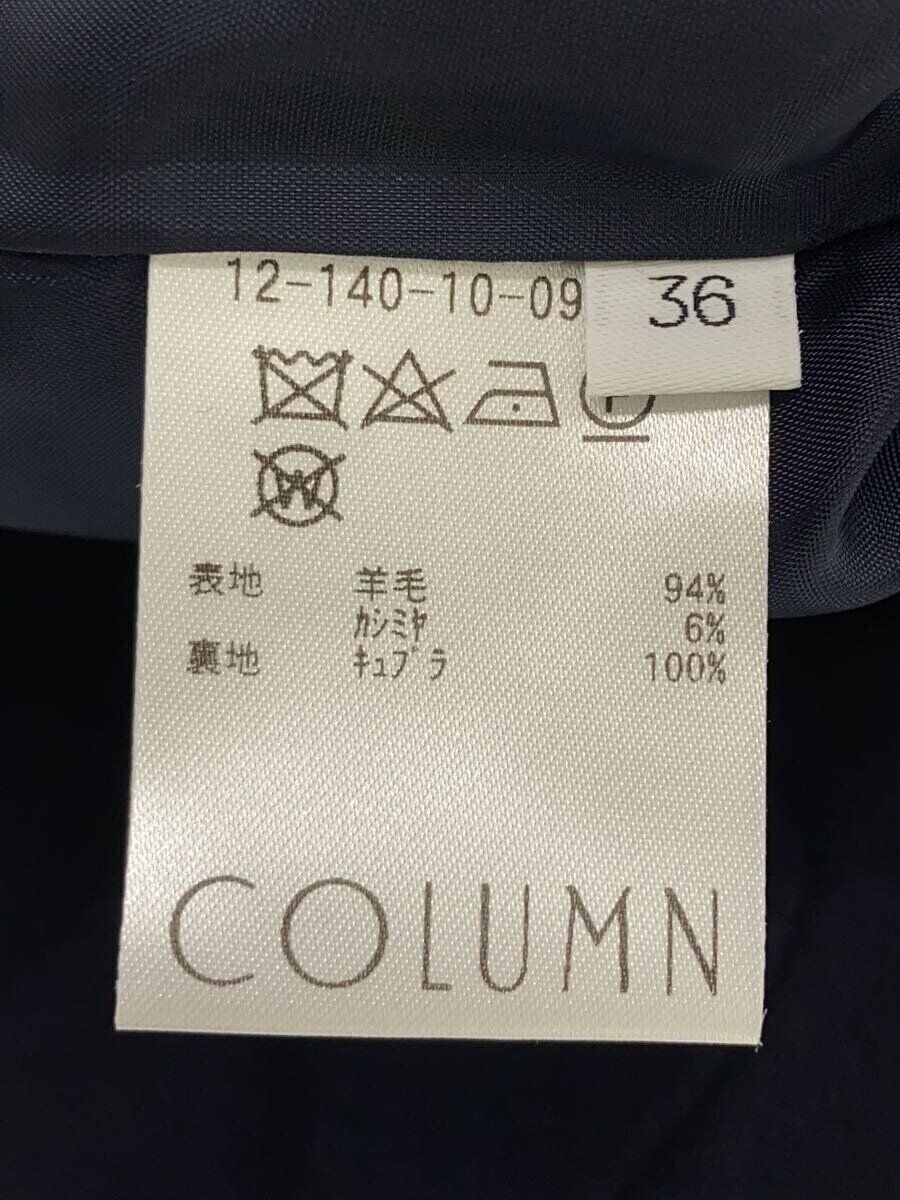 12-140-10-09
36
表地 羊毛 94%
ｶｼﾐﾔ 6%
裏地 ｷｭﾌﾟﾗ 100%
COLUMN